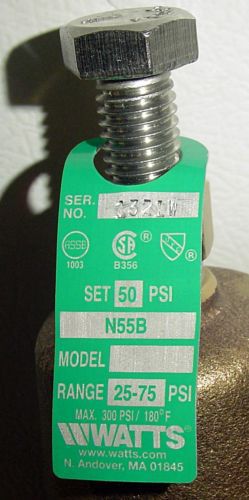 SER.
NO. 0321W
ASSE ® ®
1003 B356
SET 50 PSI
N55B
MODEL
RANGE 25-75 PSI
MAX. 300 PSI / 180°F
WATTS
www.watts.com
N. Andover, MA 01845